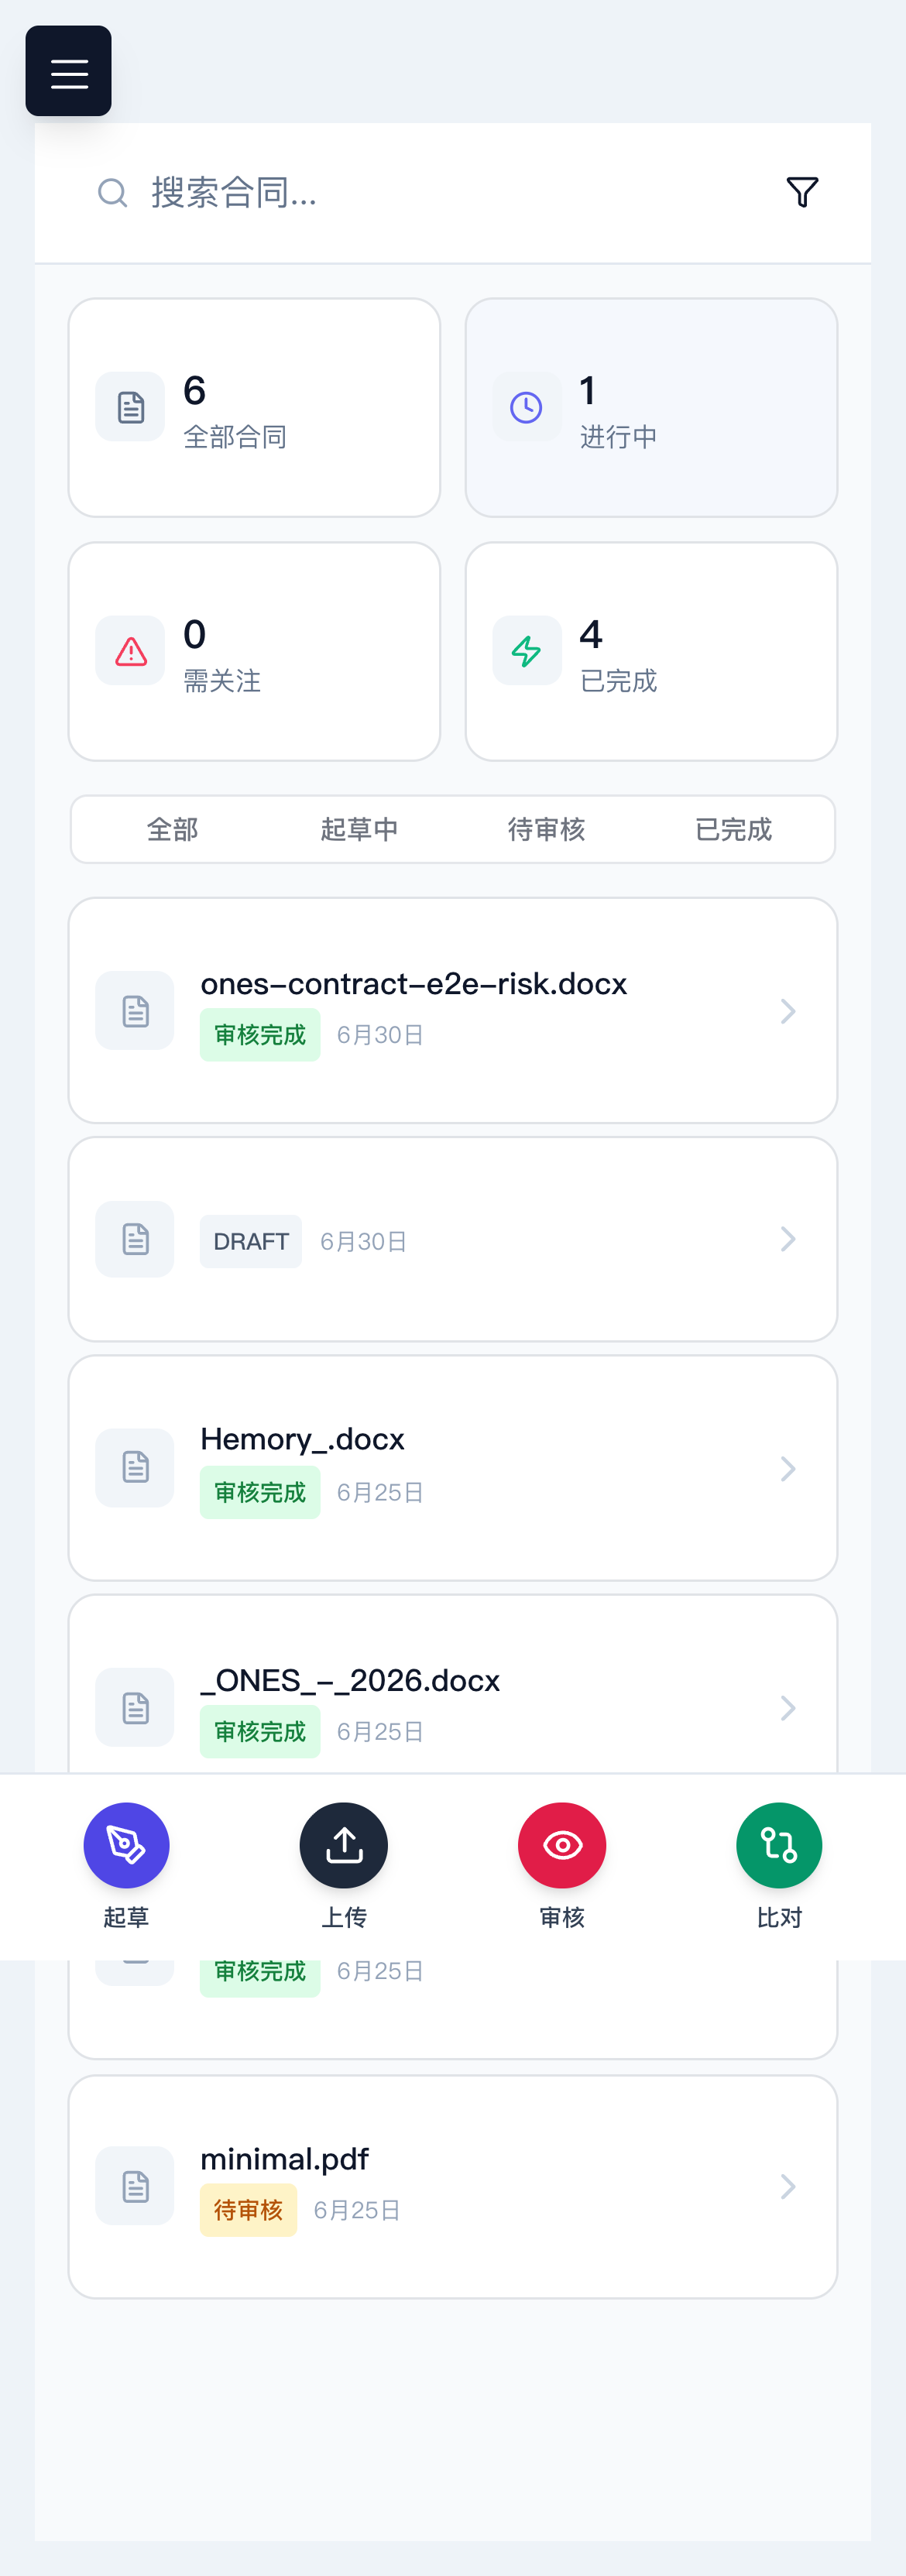 搜索合同...
6
全部合同
1
进行中
0
需关注
4
已完成
全部 起草中 待审核 已完成
ones-contract-e2e-risk.docx
审核完成 6月30日
DRAFT 6月30日
Hemory_.docx
审核完成 6月25日
_ONES_-_2026.docx
审核完成 6月25日
起草 上传 审核 比对
审核完成 6月25日
minimal.pdf
待审核 6月25日